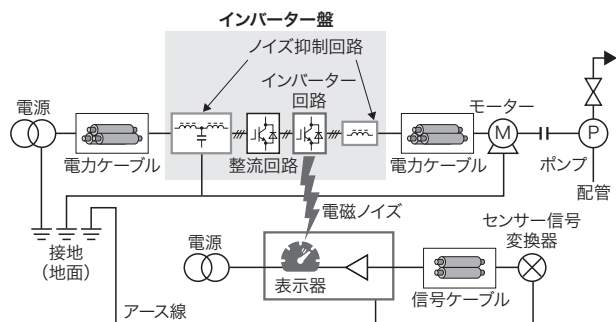 インバーター盤
ノイズ抑制回路
インバーター
回路
電源
モーター
M
P
電力ケーブル
整流回路
電力ケーブル
ポンプ
配管
電磁ノイズ
接地
(地面)
電源
センサー信号
変換器
表示器
信号ケーブル
アース線